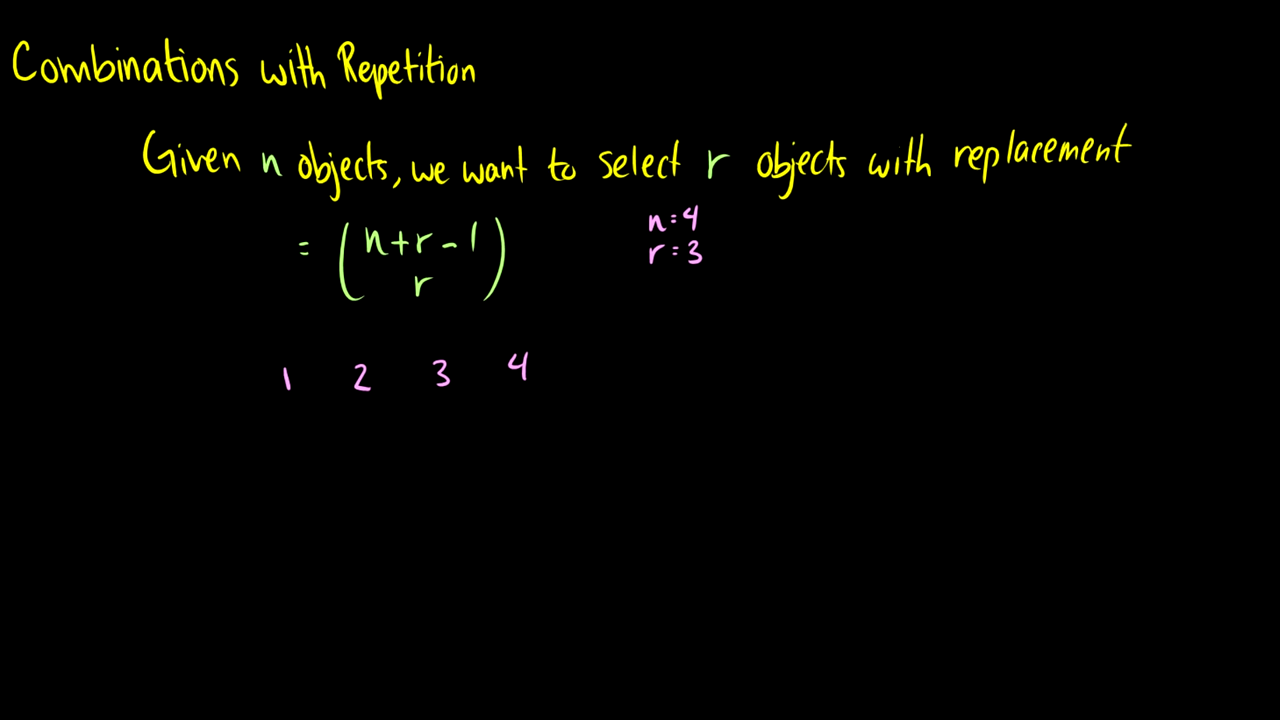 Combinations with Repetition
Given n objects, we want to select r objects with replacement
= (n+r-1
r)
n=4
r=3
1 2 3 4